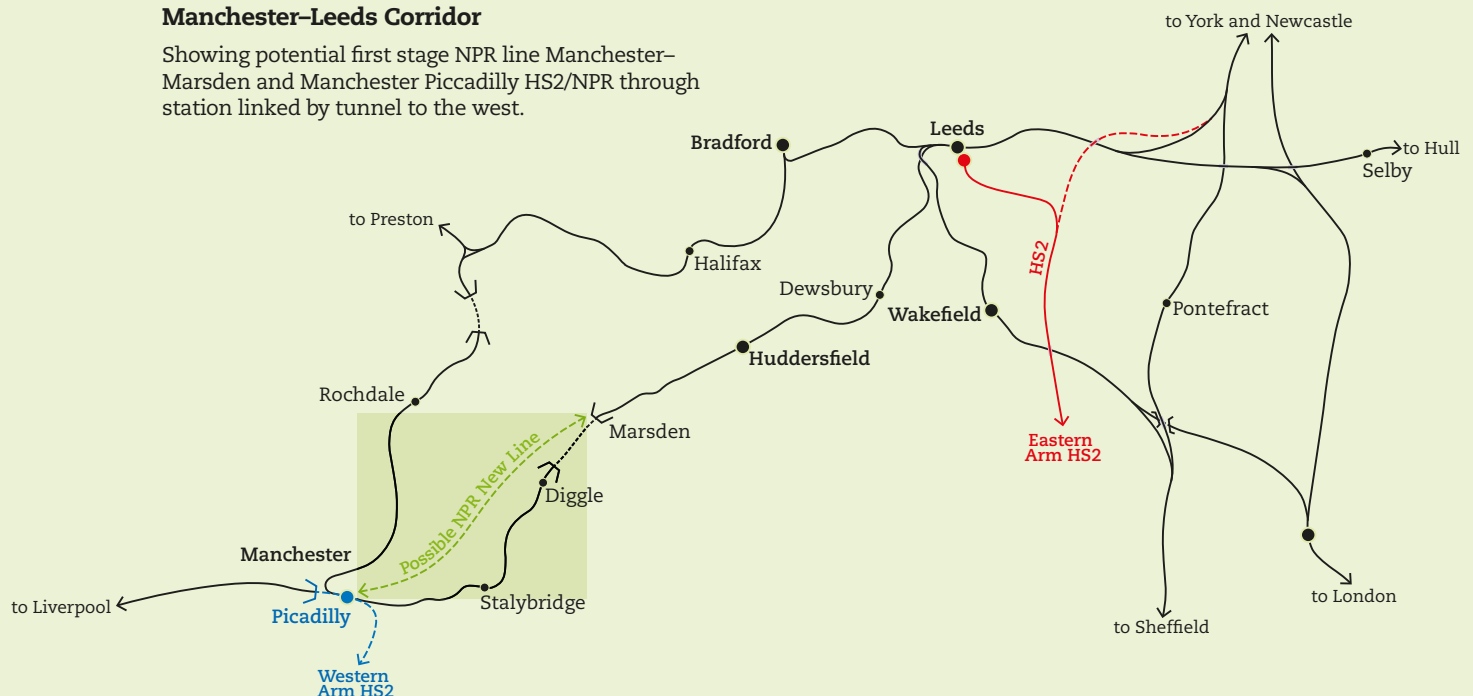 Manchester–Leeds Corridor
Showing potential first stage NPR line Manchester–
Marsden and Manchester Piccadilly HS2/NPR through
station linked by tunnel to the west.
to York and Newcastle
Bradford
Leeds
to Hull
Selby
to Preston
Halifax
HS2
Dewsbury
Wakefield
Pontefract
Huddersfield
Rochdale
Marsden
Eastern
Arm HS2
Possible NPR New Line
Diggle
Manchester
to Liverpool
Picadilly
Stalybridge
to London
to Sheffield
Western
Arm HS2